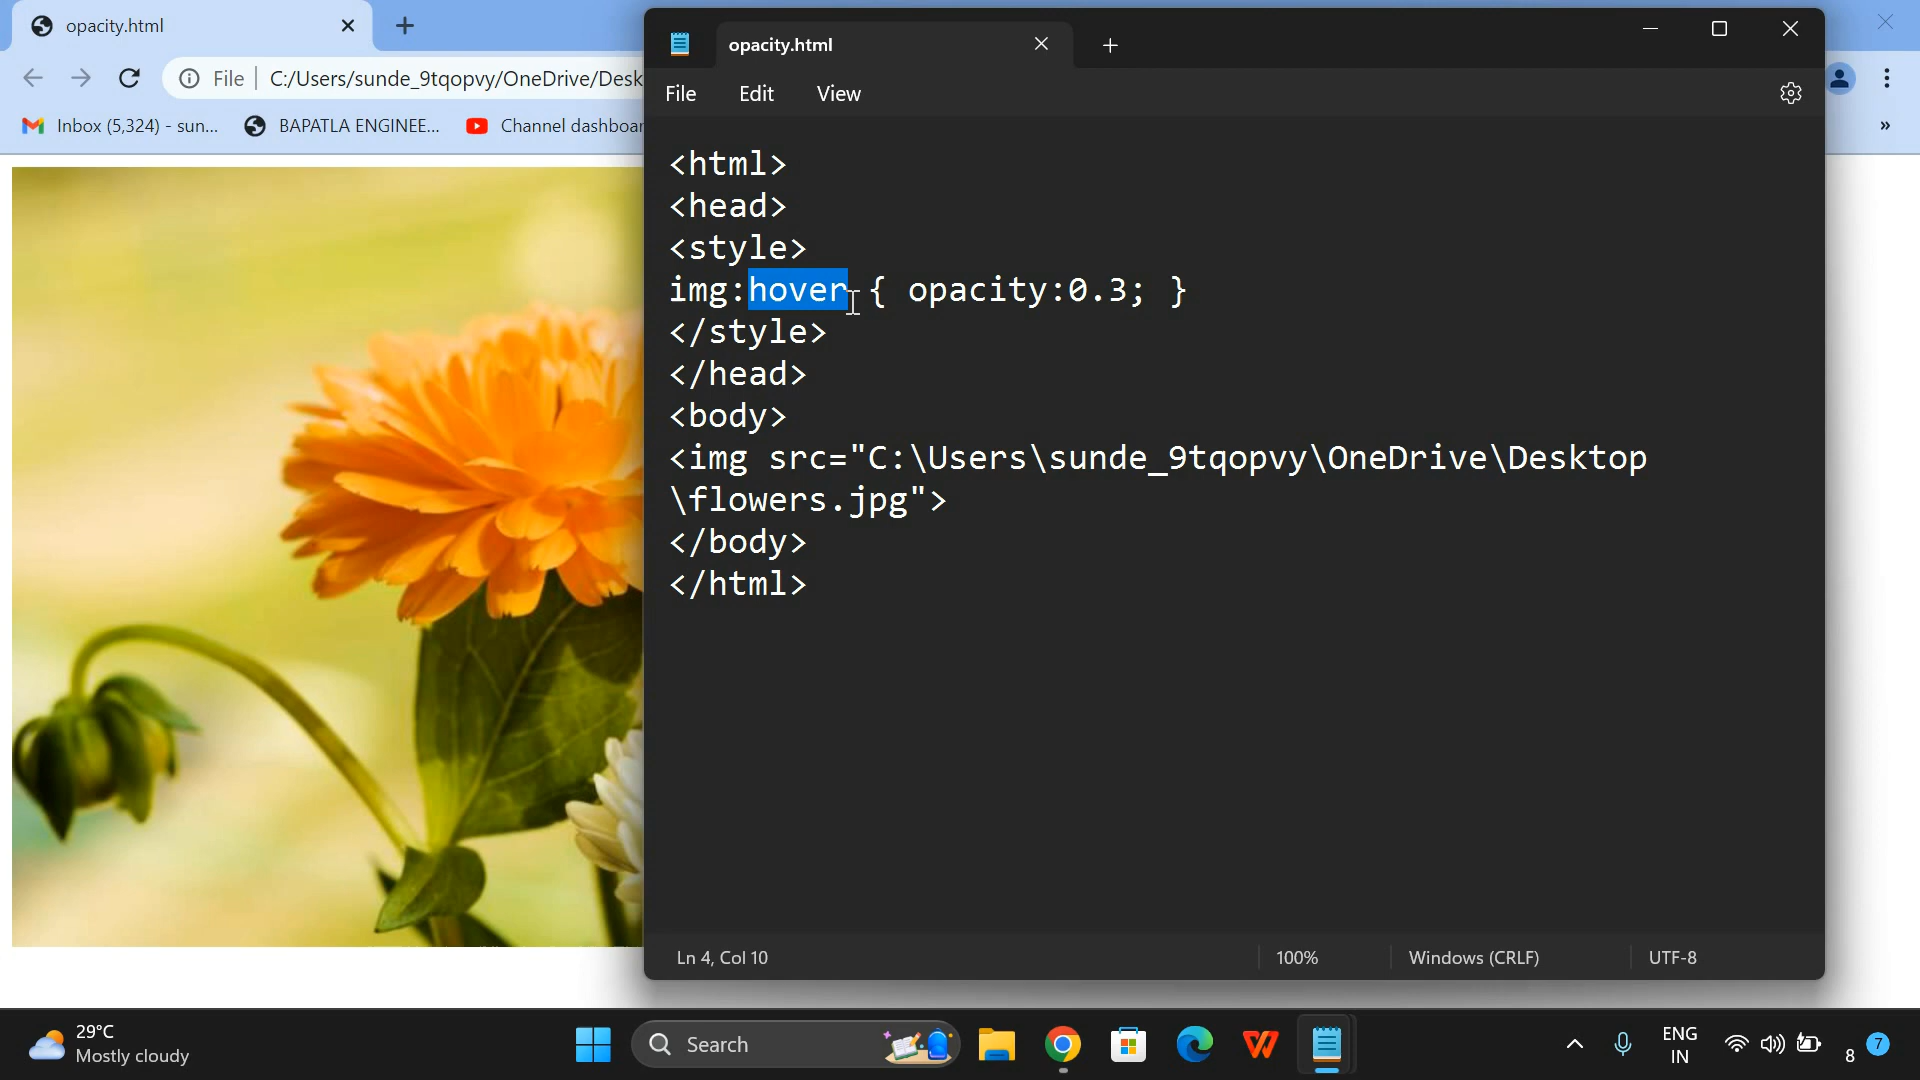 opacity.html
File
C:/Users/sunde_9tqopvy/OneDrive/Desk
Inbox (5,324) - sun...
BAPATLA ENGINEE...
Channel dashboar
»
opacity.html
File Edit View
<html>
<head>
<style>
img:hover { opacity:0.3; }
</style>
</head>
<body>
<img src="C:\Users\sunde_9tqopvy\OneDrive\Desktop
\flowers.jpg">
</body>
</html>
Ln 4, Col 10
100%
Windows (CRLF)
UTF-8
29°C
Mostly cloudy
Search
ENG
IN
8
7